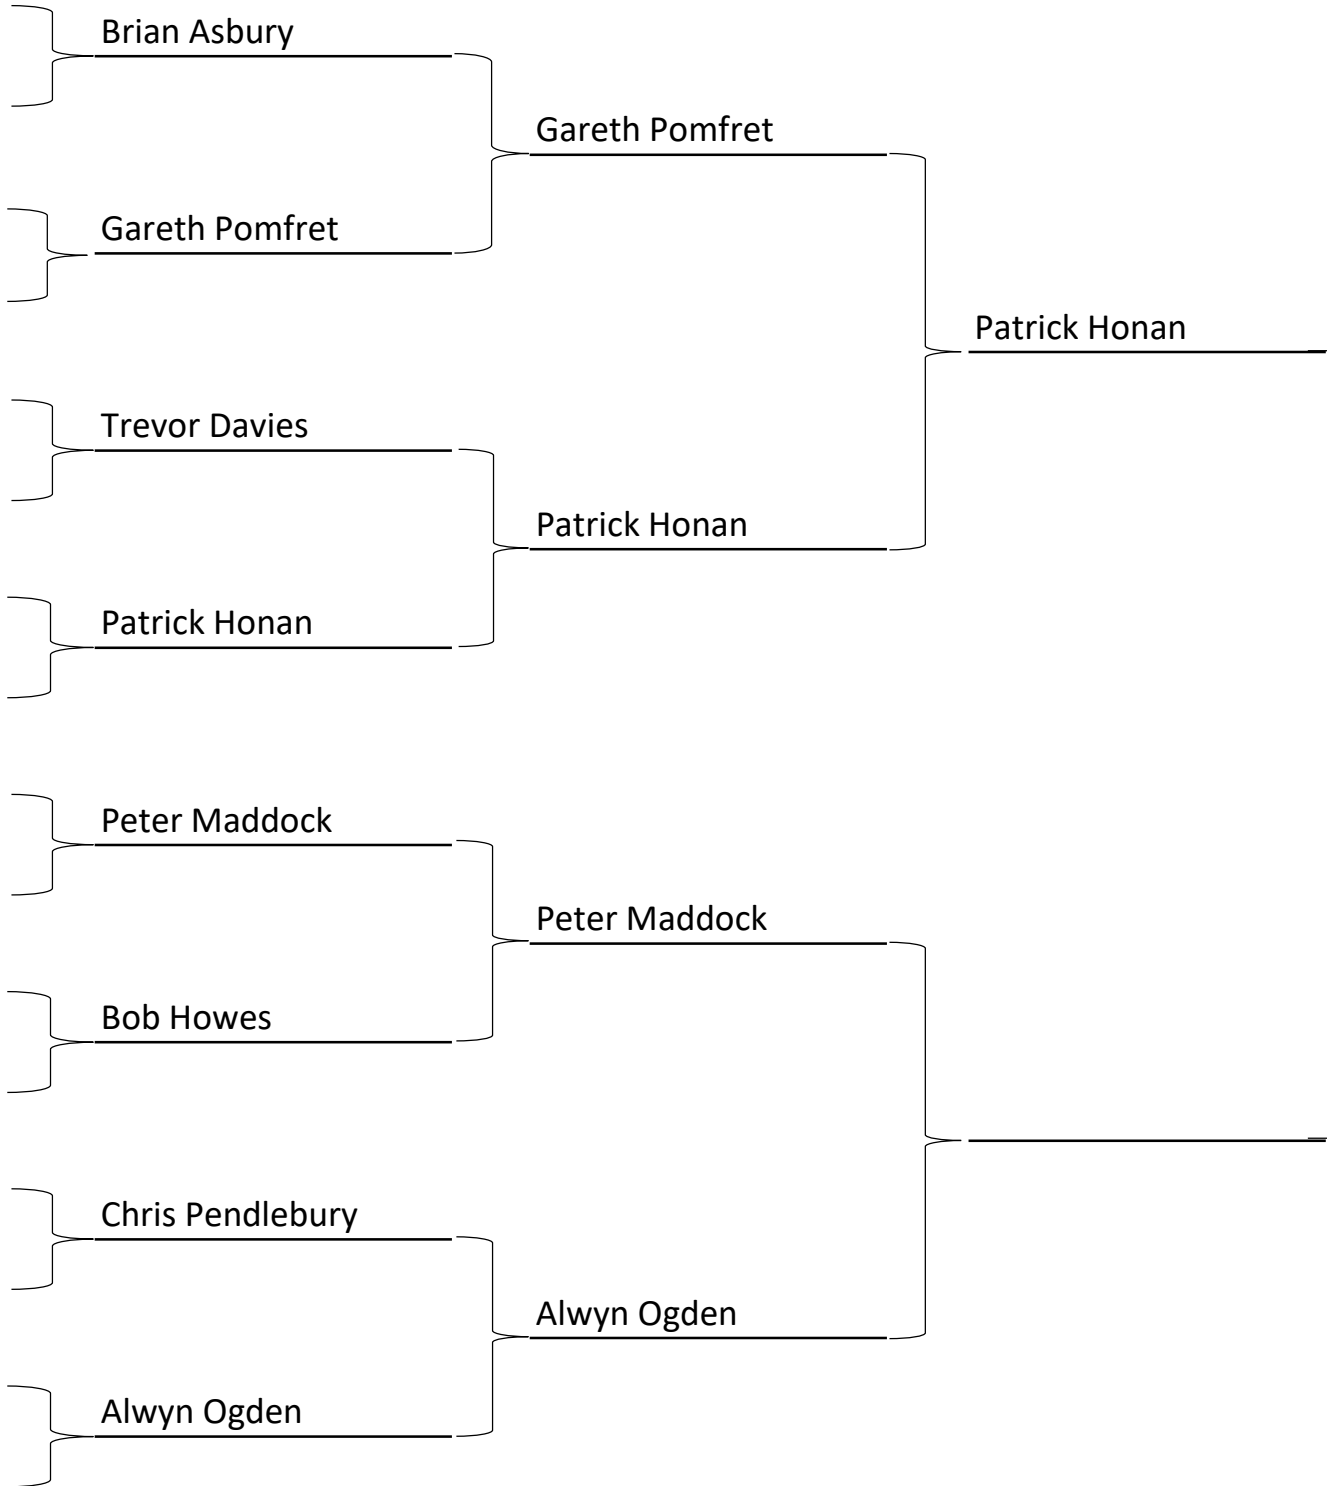 Brian Asbury
Gareth Pomfret
Gareth Pomfret
Patrick Honan
Trevor Davies
Patrick Honan
Patrick Honan
Peter Maddock
Peter Maddock
Bob Howes
Chris Pendlebury
Alwyn Ogden
Alwyn Ogden